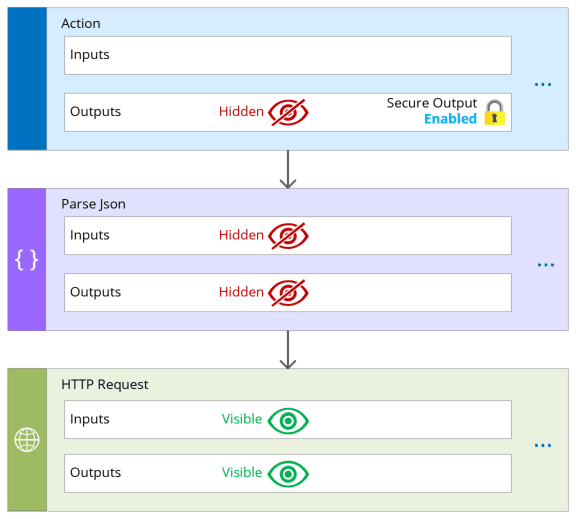 Action
Inputs
Outputs
Hidden
Secure Output
Enabled
Parse Json
{ }
Inputs
Hidden
Outputs
Hidden
HTTP Request
Inputs
Visible
Outputs
Visible